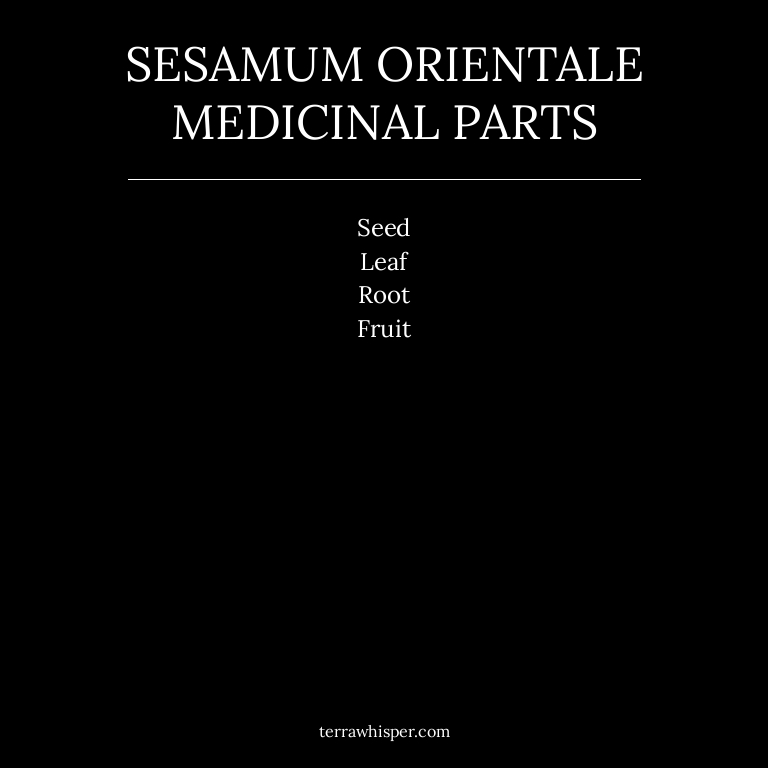 SESAMUM ORIENTALE
MEDICINAL PARTS
Seed
Leaf
Root
Fruit
terrawhisper.com